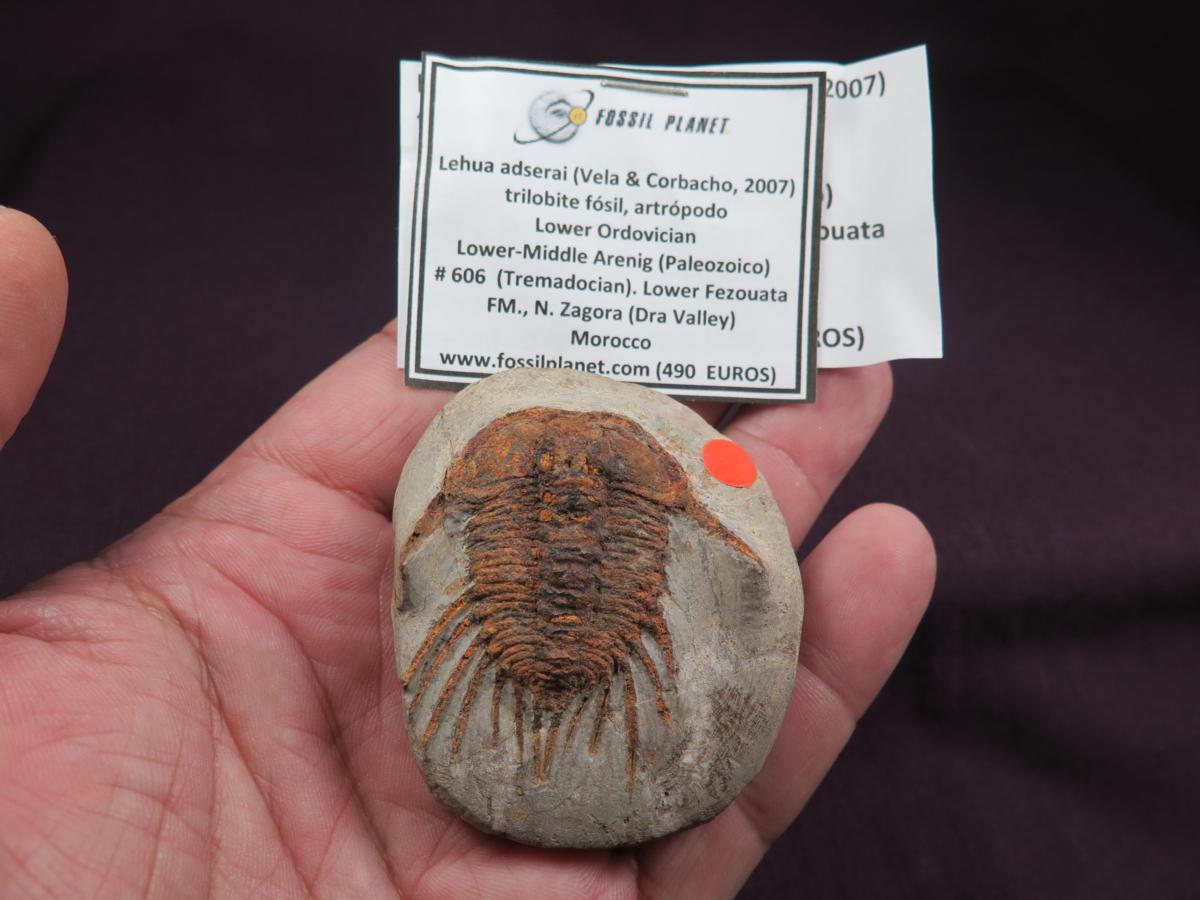 FOSSIL PLANET
Lehua adserai (Vela & Corbacho, 2007)
trilobite fósil, artrópodo
Lower Ordovician
Lower-Middle Arenig (Paleozoico)
# 606 (Tremadocian). Lower Fezouata
FM., N. Zagora (Dra Valley)
Morocco
www.fossilplanet.com (490 EUROS)
2007)
)
ouata
ROS)